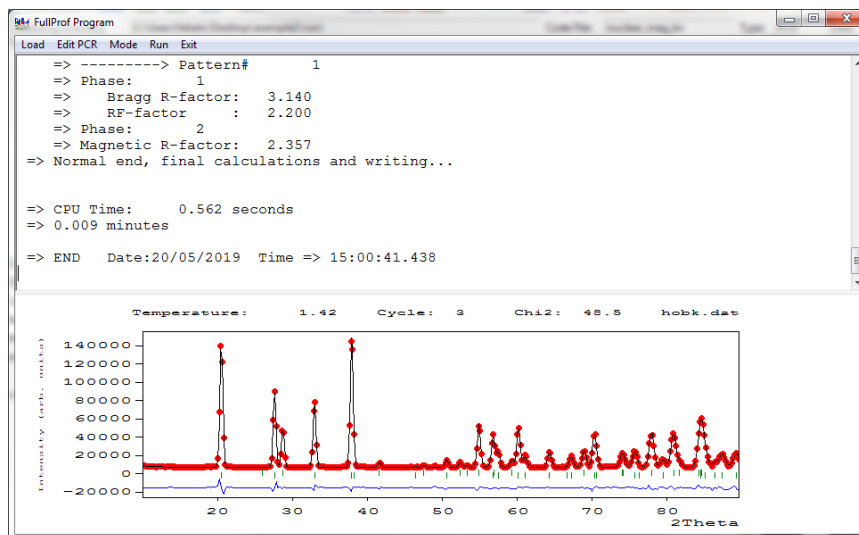 FullProf Program
Load Edit PCR Mode Run Exit
=> ---------> Pattern# 1
=> Phase: 1
=> Bragg R-factor: 3.140
=> RF-factor : 2.200
=> Phase: 2
=> Magnetic R-factor: 2.357
=> Normal end, final calculations and writing...
=> CPU Time: 0.562 seconds
=> 0.009 minutes
=> END Date:20/05/2019 Time => 15:00:41.438
Temperature: 1.42 Cycle: 3 Chi2: 48.5 hobk.dat
Intensity (arb. units)
140000
120000
100000
80000
60000
40000
20000
0
-20000
20 30 40 50 60 70 80
2Theta